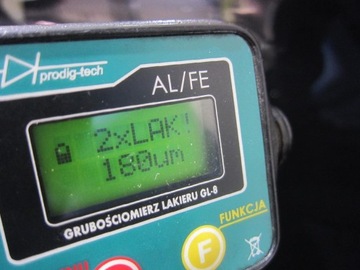 prodig-tech
AL/FE
2xLAK!
180um
GRUBOŚCIOMIERZ LAKIERU GL-8
FUNKCJA
F